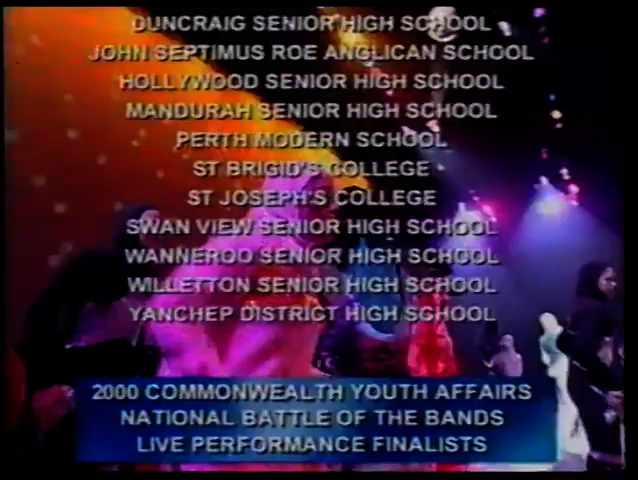 DUNCRAIG SENIOR HIGH SCHOOL
JOHN SEPTIMUS ROE ANGLICAN SCHOOL
HOLLYWOOD SENIOR HIGH SCHOOL
MANDURAH SENIOR HIGH SCHOOL
PERTH MODERN SCHOOL
ST BRIGID'S COLLEGE
ST JOSEPH'S COLLEGE
SWAN VIEW SENIOR HIGH SCHOOL
WANNEROO SENIOR HIGH SCHOOL
WILLETTON SENIOR HIGH SCHOOL
YANCHEP DISTRICT HIGH SCHOOL
2000 COMMONWEALTH YOUTH AFFAIRS
NATIONAL BATTLE OF THE BANDS
LIVE PERFORMANCE FINALISTS